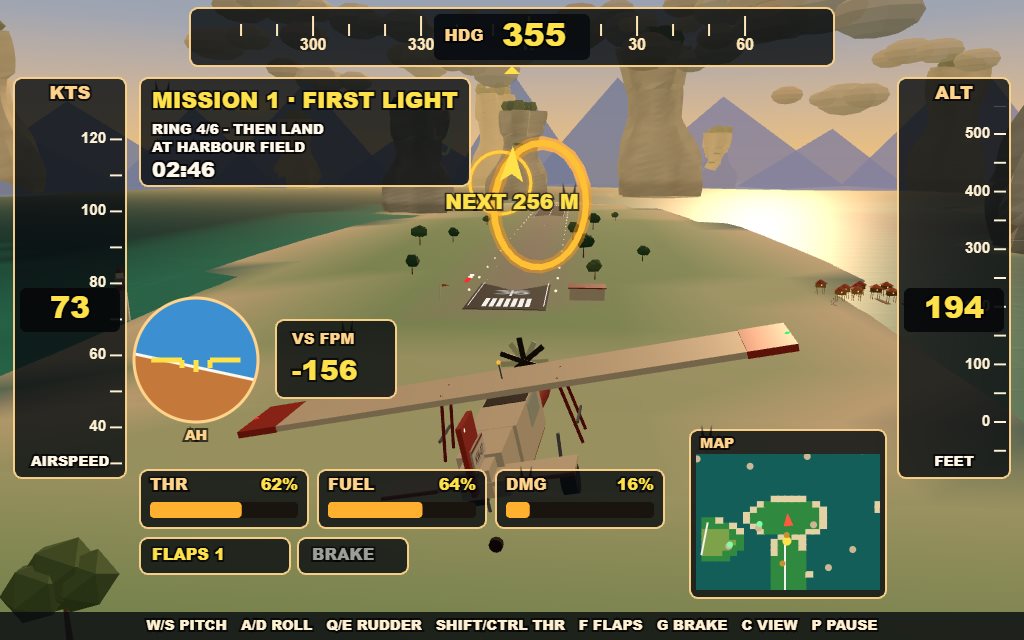 300 330 HDG 355 30 60
KTS
120
100
80
73
60
40
AIRSPEED
MISSION 1 · FIRST LIGHT
RING 4/6 - THEN LAND
AT HARBOUR FIELD
02:46
NEXT 256 M
ALT
500
400
300
194
100
0
FEET
VS FPM
-156
AH
THR 62%
FUEL 64%
DMG 16%
FLAPS 1
BRAKE
MAP
W/S PITCH A/D ROLL Q/E RUDDER SHIFT/CTRL THR F FLAPS G BRAKE C VIEW P PAUSE